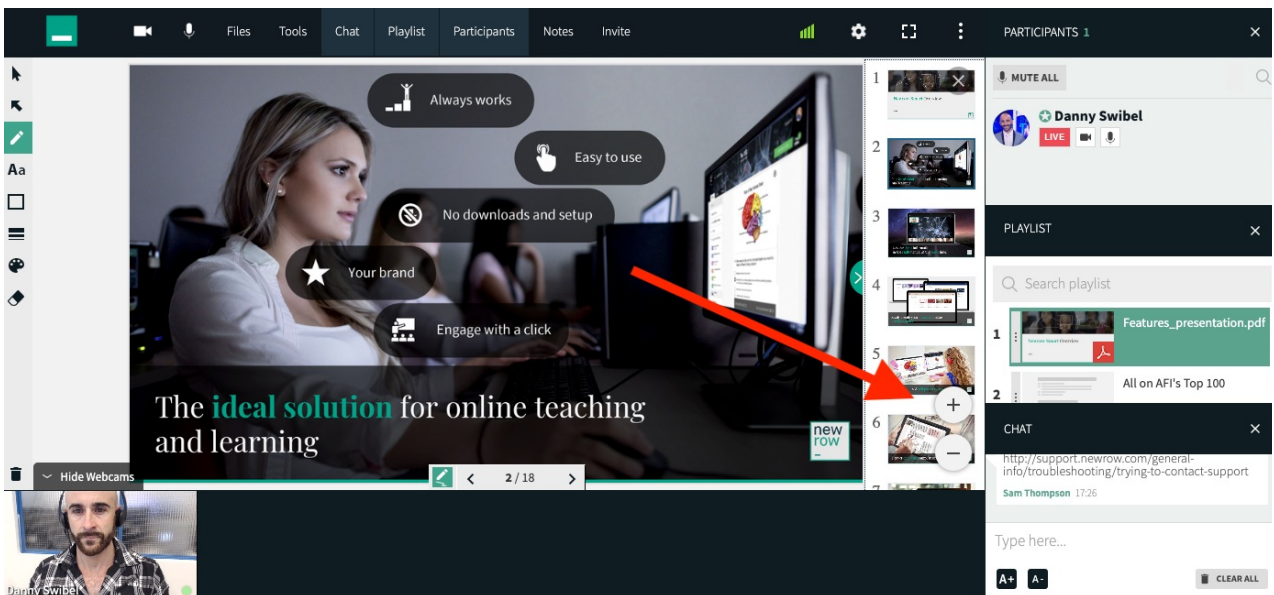 Files Tools Chat Playlist Participants Notes Invite
PARTICIPANTS 1
MUTE ALL
Danny Swibel
LIVE
Aa
Always works
Easy to use
No downloads and setup
Your brand
Engage with a click
The ideal solution for online teaching
and learning
new
row
Hide Webcams
2 / 18
1
2
3
4
5
6
7
PLAYLIST
Search playlist
1
Features_presentation.pdf
2
All on AFI's Top 100
CHAT
http://support.newrow.com/general-
info/troubleshooting/trying-to-contact-support
Sam Thompson 17:26
Type here...
A+ A-
CLEAR ALL
Danny Swibel